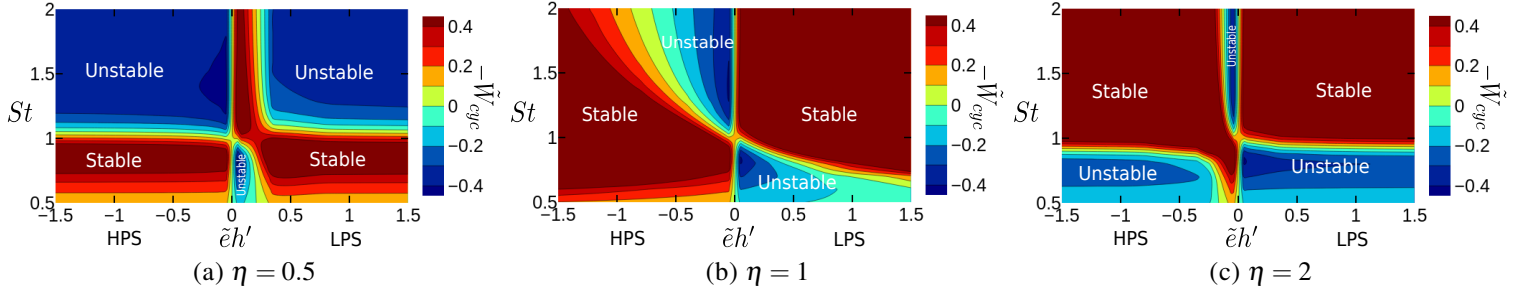 2
1.5
St
1
0.5
Unstable
Unstable
Stable
Stable
Unstable
−1.5 −1 −0.5 0 0.5 1 1.5
HPS ẽh′ LPS
0.4
0.2
0
−0.2
−0.4
−W̃cyc
(a) η = 0.5
2
1.5
St
1
0.5
Unstable
Stable
Stable
Unstable
−1.5 −1 −0.5 0 0.5 1 1.5
HPS ẽh′ LPS
0.4
0.2
0
−0.2
−0.4
−W̃cyc
(b) η = 1
2
1.5
St
1
0.5
Unstable
Stable
Stable
Unstable
Unstable
−1.5 −1 −0.5 0 0.5 1 1.5
HPS ẽh′ LPS
0.4
0.2
0
−0.2
−0.4
−W̃cyc
(c) η = 2